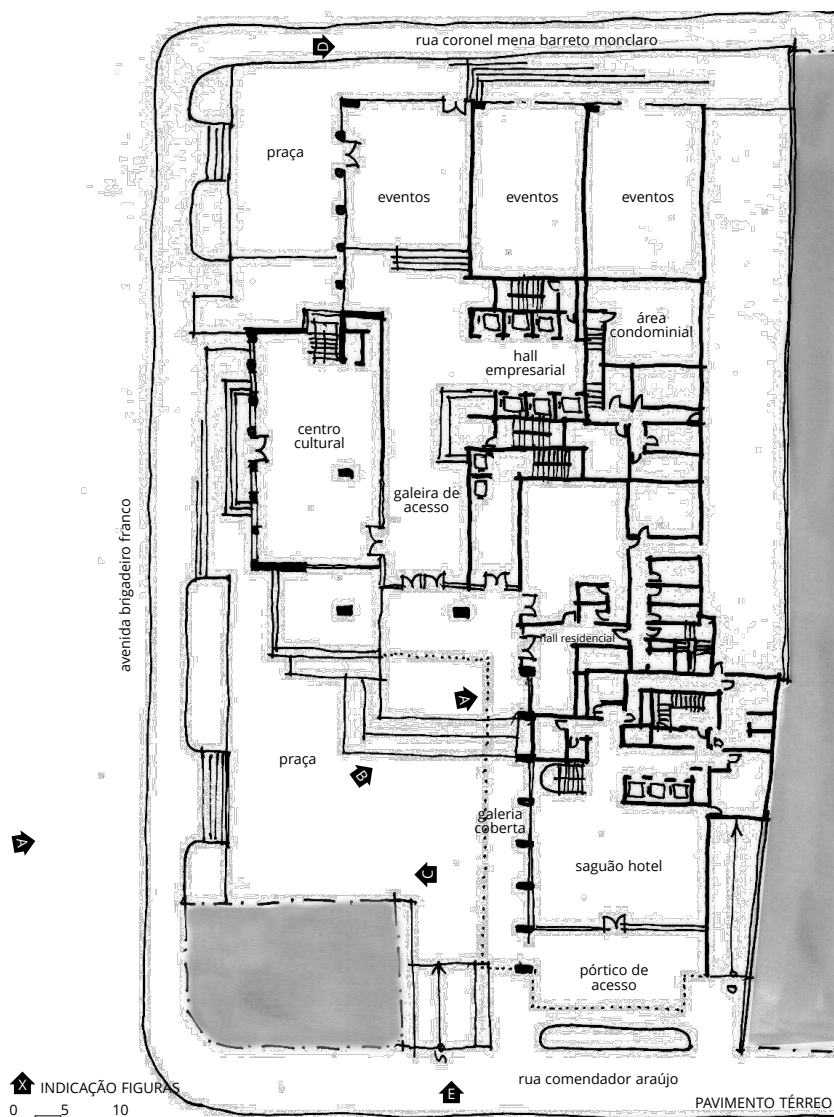 rua coronel mena barreto monclaro
D
praça
eventos
eventos
eventos
área
condominial
hall
empresarial
centro
cultural
galeira de
acesso
avenida brigadeiro franco
hall residencial
A
praça
B
galeria
coberta
A
C
saguão hotel
pórtico de
acesso
S
D
X INDICAÇÃO FIGURAS
0 5 10
E
rua comendador araújo
PAVIMENTO TÉRREO